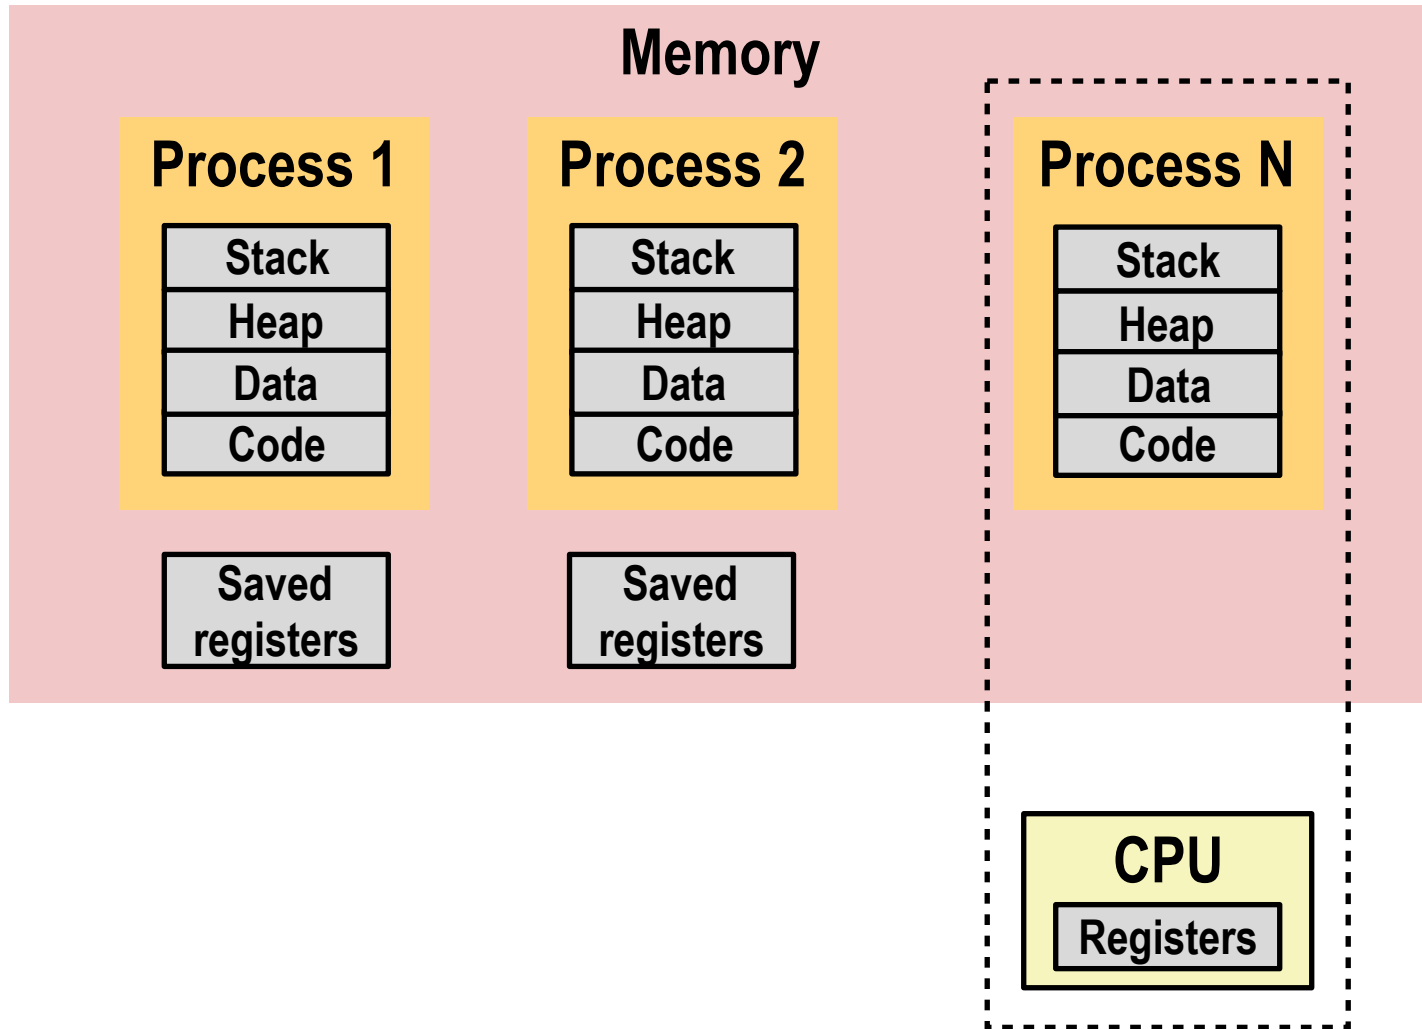 Memory
Process 1
Stack
Heap
Data
Code
Saved
registers
Process 2
Stack
Heap
Data
Code
Saved
registers
Process N
Stack
Heap
Data
Code
CPU
Registers